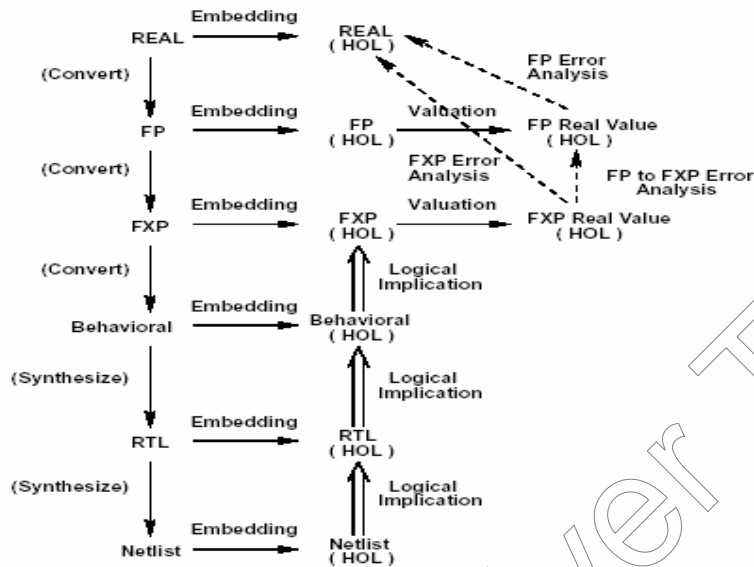 Embedding
REAL
REAL
( HOL )
(Convert)
FP Error
Analysis
Embedding
Valuation
FP
FP
( HOL )
FP Real Value
( HOL )
(Convert)
FXP Error
Analysis
FP to FXP Error
Analysis
Embedding
Valuation
FXP
FXP
( HOL )
FXP Real Value
( HOL )
(Convert)
Logical
Implication
Embedding
Behavioral
Behavioral
( HOL )
(Synthesize)
Logical
Implication
Embedding
RTL
RTL
( HOL )
(Synthesize)
Logical
Implication
Embedding
Netlist
Netlist
( HOL )
ver T